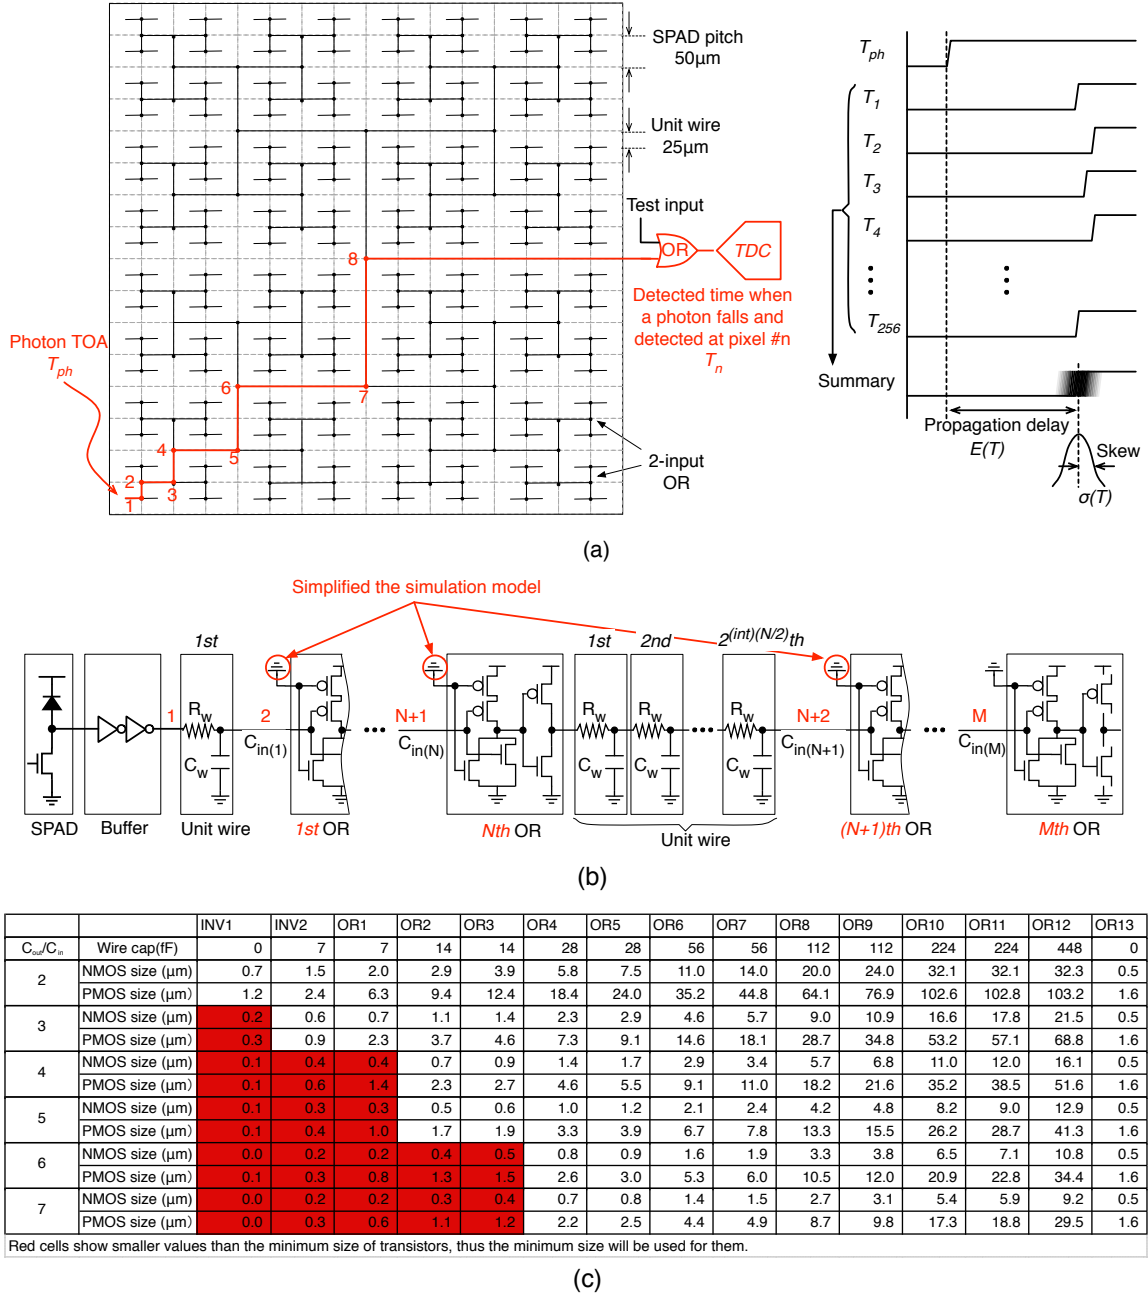 SPAD pitch
50µm
Unit wire
25µm
Test input
OR
TDC
8
Detected time when
a photon falls and
detected at pixel #n
Tn
Photon TOA
Tph
6
7
4
5
2
3
1
2-input
OR
Tph
T1
T2
T3
T4
T256
Summary
Propagation delay
E(T)
Skew
σ(T)
(a)
Simplified the simulation model
1st
1st 2nd 2^(int)(N/2)th
1 Rw 2 N+1 Rw Rw Rw N+2 M
Cw Cin(1) Cin(N) Cw Cw Cw Cin(N+1) Cin(M)
SPAD Buffer Unit wire 1st OR Nth OR Unit wire (N+1)th OR Mth OR
(b)
INV1 INV2 OR1 OR2 OR3 OR4 OR5 OR6 OR7 OR8 OR9 OR10 OR11 OR12 OR13
Cout/Cin Wire cap(fF) 0 7 7 14 14 28 28 56 56 112 112 224 224 448 0
2 NMOS size (µm) 0.7 1.5 2.0 2.9 3.9 5.8 7.5 11.0 14.0 20.0 24.0 32.1 32.1 32.3 0.5
PMOS size (µm) 1.2 2.4 6.3 9.4 12.4 18.4 24.0 35.2 44.8 64.1 76.9 102.6 102.8 103.2 1.6
3 NMOS size (µm) 0.2 0.6 0.7 1.1 1.4 2.3 2.9 4.6 5.7 9.0 10.9 16.6 17.8 21.5 0.5
PMOS size (µm) 0.3 0.9 2.3 3.7 4.6 7.3 9.1 14.6 18.1 28.7 34.8 53.2 57.1 68.8 1.6
4 NMOS size (µm) 0.1 0.4 0.4 0.7 0.9 1.4 1.7 2.9 3.4 5.7 6.8 11.0 12.0 16.1 0.5
PMOS size (µm) 0.1 0.6 1.4 2.3 2.7 4.6 5.5 9.1 11.0 18.2 21.6 35.2 38.5 51.6 1.6
5 NMOS size (µm) 0.1 0.3 0.3 0.5 0.6 1.0 1.2 2.1 2.4 4.2 4.8 8.2 9.0 12.9 0.5
PMOS size (µm) 0.1 0.4 1.0 1.7 1.9 3.3 3.9 6.7 7.8 13.3 15.5 26.2 28.7 41.3 1.6
6 NMOS size (µm) 0.0 0.2 0.2 0.4 0.5 0.8 0.9 1.6 1.9 3.3 3.8 6.5 7.1 10.8 0.5
PMOS size (µm) 0.1 0.3 0.8 1.3 1.5 2.6 3.0 5.3 6.0 10.5 12.0 20.9 22.8 34.4 1.6
7 NMOS size (µm) 0.0 0.2 0.2 0.3 0.4 0.7 0.8 1.4 1.5 2.7 3.1 5.4 5.9 9.2 0.5
PMOS size (µm) 0.0 0.3 0.6 1.1 1.2 2.2 2.5 4.4 4.9 8.7 9.8 17.3 18.8 29.5 1.6
Red cells show smaller values than the minimum size of transistors, thus the minimum size will be used for them.
(c)